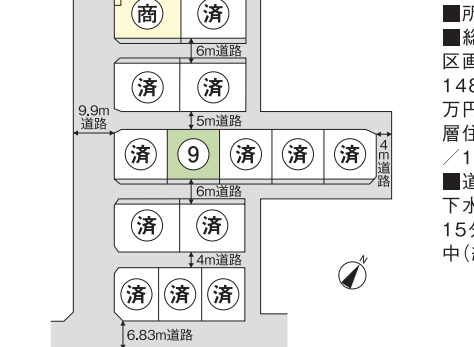 商 済
6m道路
済 済
5m道路
9.9m
道路
済 9 済 済 済
4m道路
6m道路
済 済
4m道路
N
済 済 済
6.83m道路
■所
■総
区画
148
万円
層住
/1
■道
下水
15分
中(